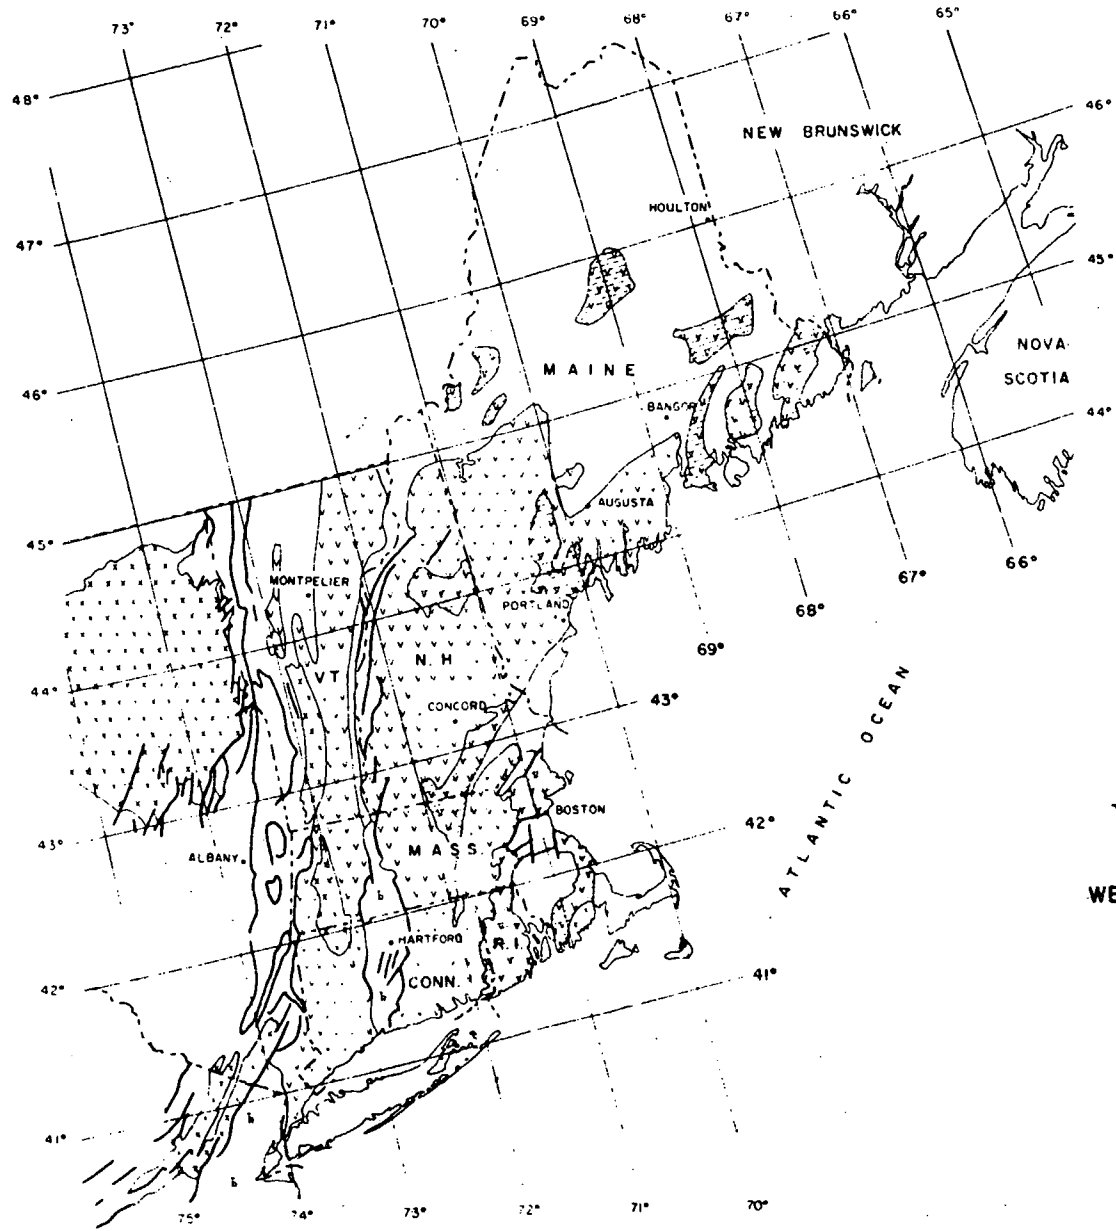 73° 72° 71° 70° 69° 68° 67° 66° 65°
48°
46°
NEW BRUNSWICK
HOULTON
47°
45°
NOVA
SCOTIA
MAINE
46°
BANGOR
44°
AUGUSTA
45°
66°
MONTPELIER
67°
PORTLAND
68°
69°
N.H
VT
44°
43°
CONCORD
ATLANTIC OCEAN
BOSTON
42°
43°
ALBANY
MASS.
WE
HARTFORD
R.I.
CONN.
41°
42°
41°
75° 74° 73° 72° 71° 70°